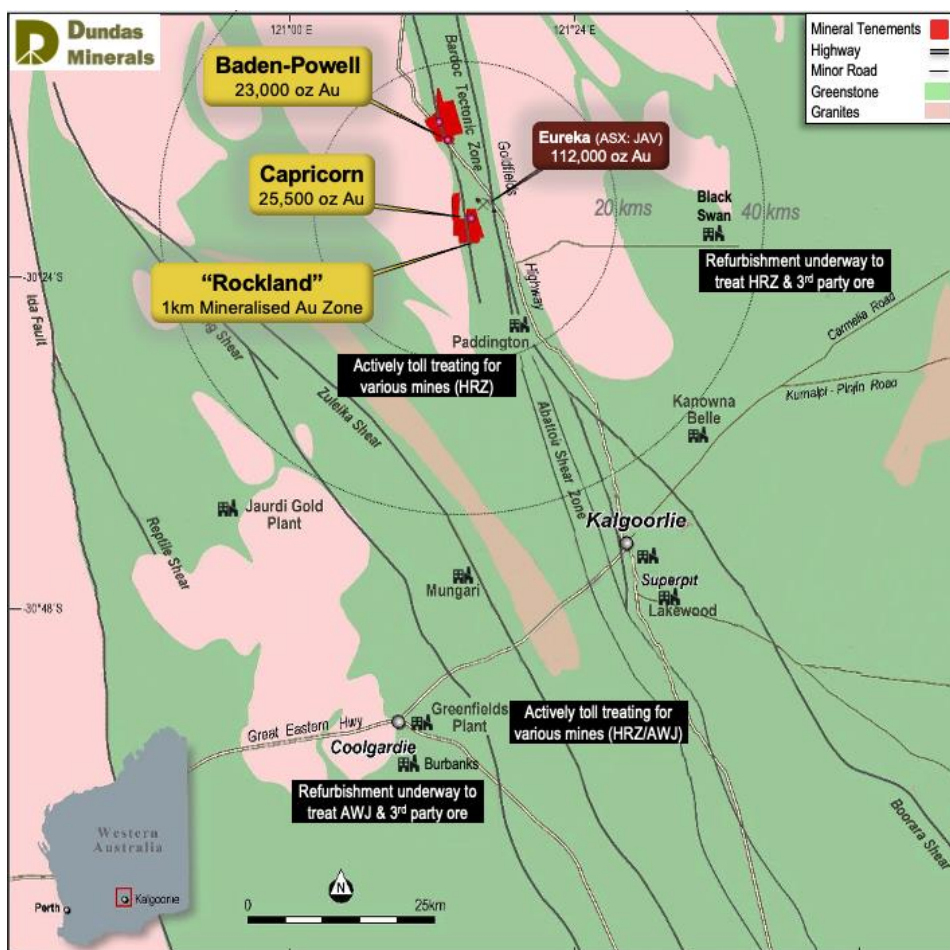 Dundas
Minerals
121°00
121°24
Mineral Tenements
Highway
Minor Road
Greenstone
Granites
Baden-Powell
23,000 oz Au
Bardoc Tectonic Zone
Eureka (ASX: JAV)
112,000 oz Au
Goldfields
Highway
Capricorn
25,500 oz Au
20 kms
Black
Swan
40 kms
"Rockland"
1km Mineralised Au Zone
Refurbishment underway to
treat HRZ & 3rd party ore
-30°24'S
Ida Fault
Shear
Paddington
Carmelia Road
Actively toll treating for
various mines (HRZ)
Kurnalpi - Pinjin Road
Zuleika Shear
Kanowna
Belle
Abattoir Shear Zone
Jaurdi Gold
Plant
Kalgoorlie
Reptile Shear
Mungari
Superpit
Lakewood
-30°48'S
Greenfields
Plant
Actively toll treating for
various mines (HRZ/AWJ)
Great Eastern Hwy
Coolgardie
Burbanks
Refurbishment underway to
treat AWJ & 3rd party ore
Boorara Shear
Western
Australia
Kalgoorlie
Perth
N
0
25km